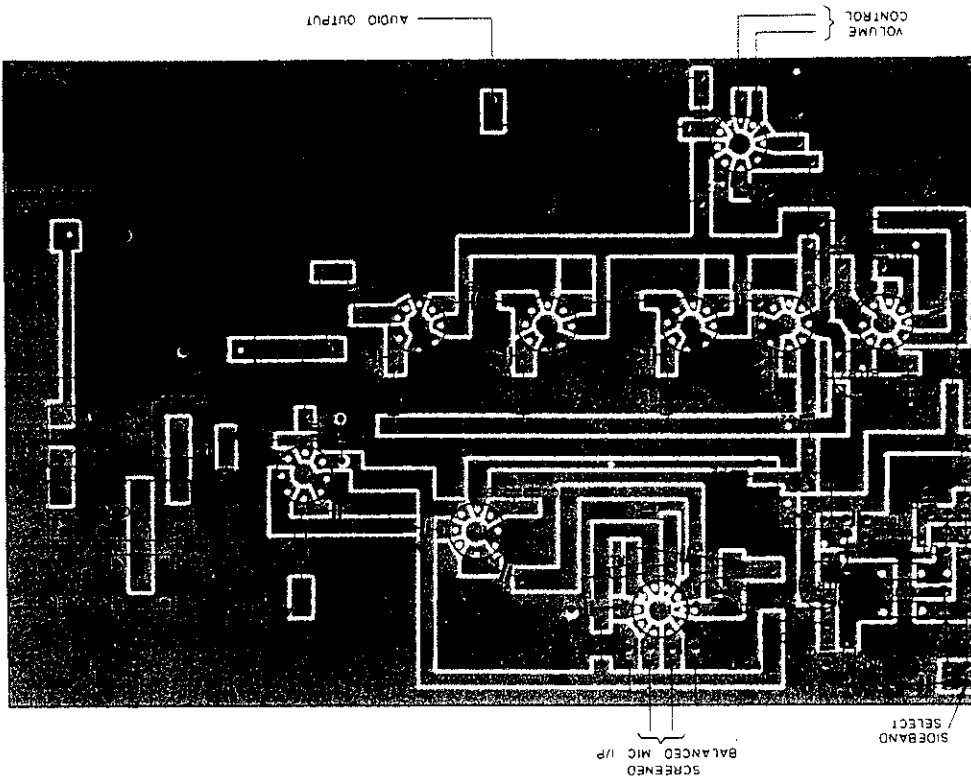 SIDEBAND
SELECT
SCREENED
BALANCED MIC I/P
VOLUME
CONTROL
AUDIO OUTPUT